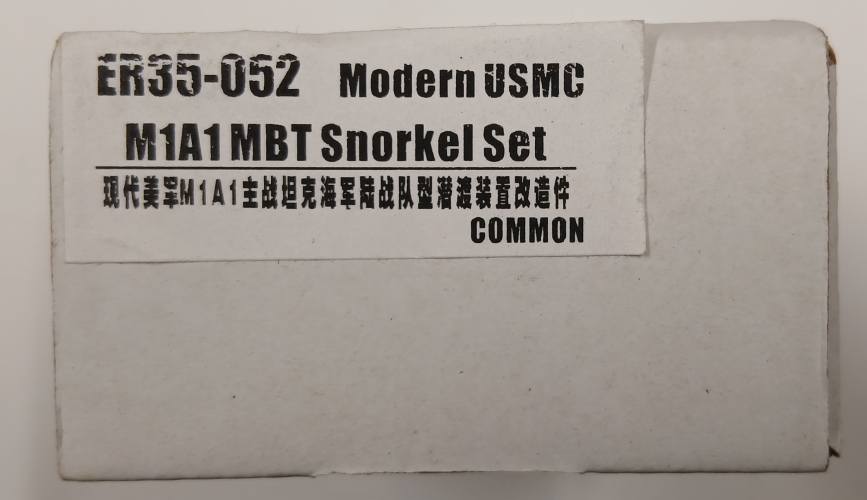 ER35-052 Modern USMC
M1A1 MBT Snorkel Set
现代美军M1A1主战坦克海军陆战队型潜渡装置改造件
COMMON